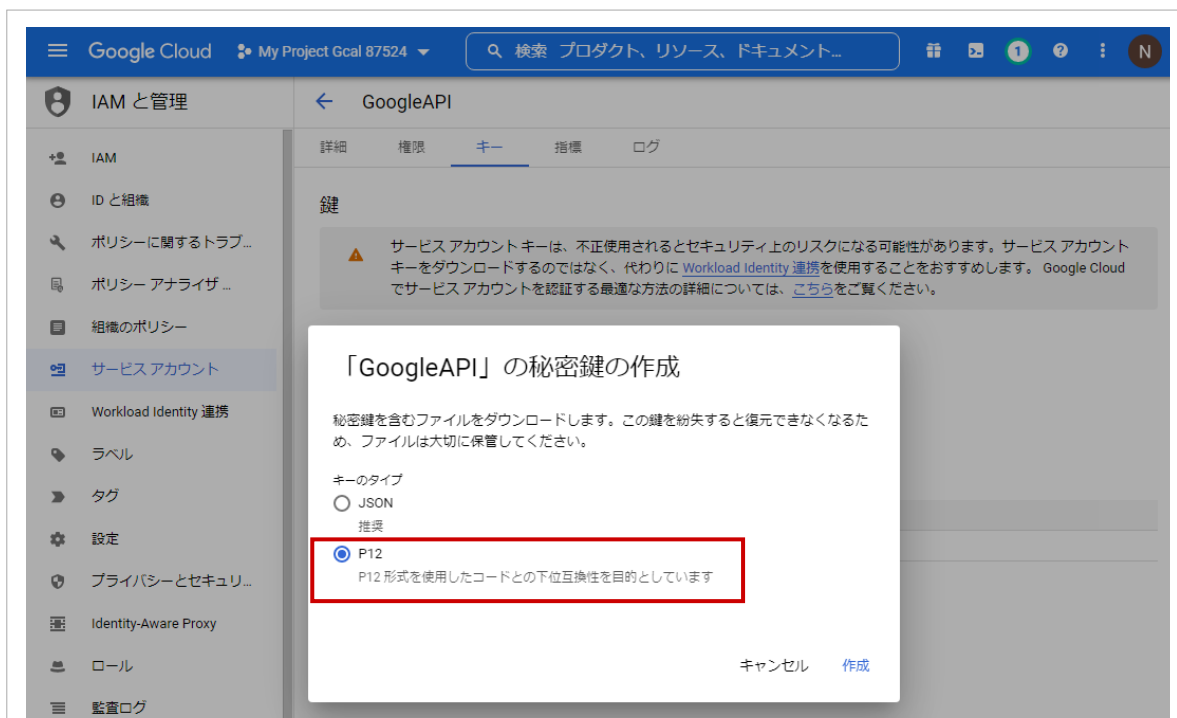 Google Cloud
My Project Gcal 87524
検索 プロダクト、リソース、ドキュメント...
1
N
IAM と管理
GoogleAPI
詳細 権限 キー 指標 ログ
IAM
ID と組織
ポリシーに関するトラブ...
ポリシー アナライザ ...
組織のポリシー
サービス アカウント
Workload Identity 連携
ラベル
タグ
設定
プライバシーとセキュリ...
Identity-Aware Proxy
ロール
監査ログ
鍵
サービス アカウント キーは、不正使用されるとセキュリティ上のリスクになる可能性があります。サービス アカウント
キーをダウンロードするのではなく、代わりに Workload Identity 連携を使用することをおすすめします。 Google Cloud
でサービス アカウントを認証する最適な方法の詳細については、こちらをご覧ください。
「GoogleAPI」の秘密鍵の作成
秘密鍵を含むファイルをダウンロードします。この鍵を紛失すると復元できなくなるた
め、ファイルは大切に保管してください。
キーのタイプ
JSON
推奨
P12
P12 形式を使用したコードとの下位互換性を目的としています
キャンセル 作成